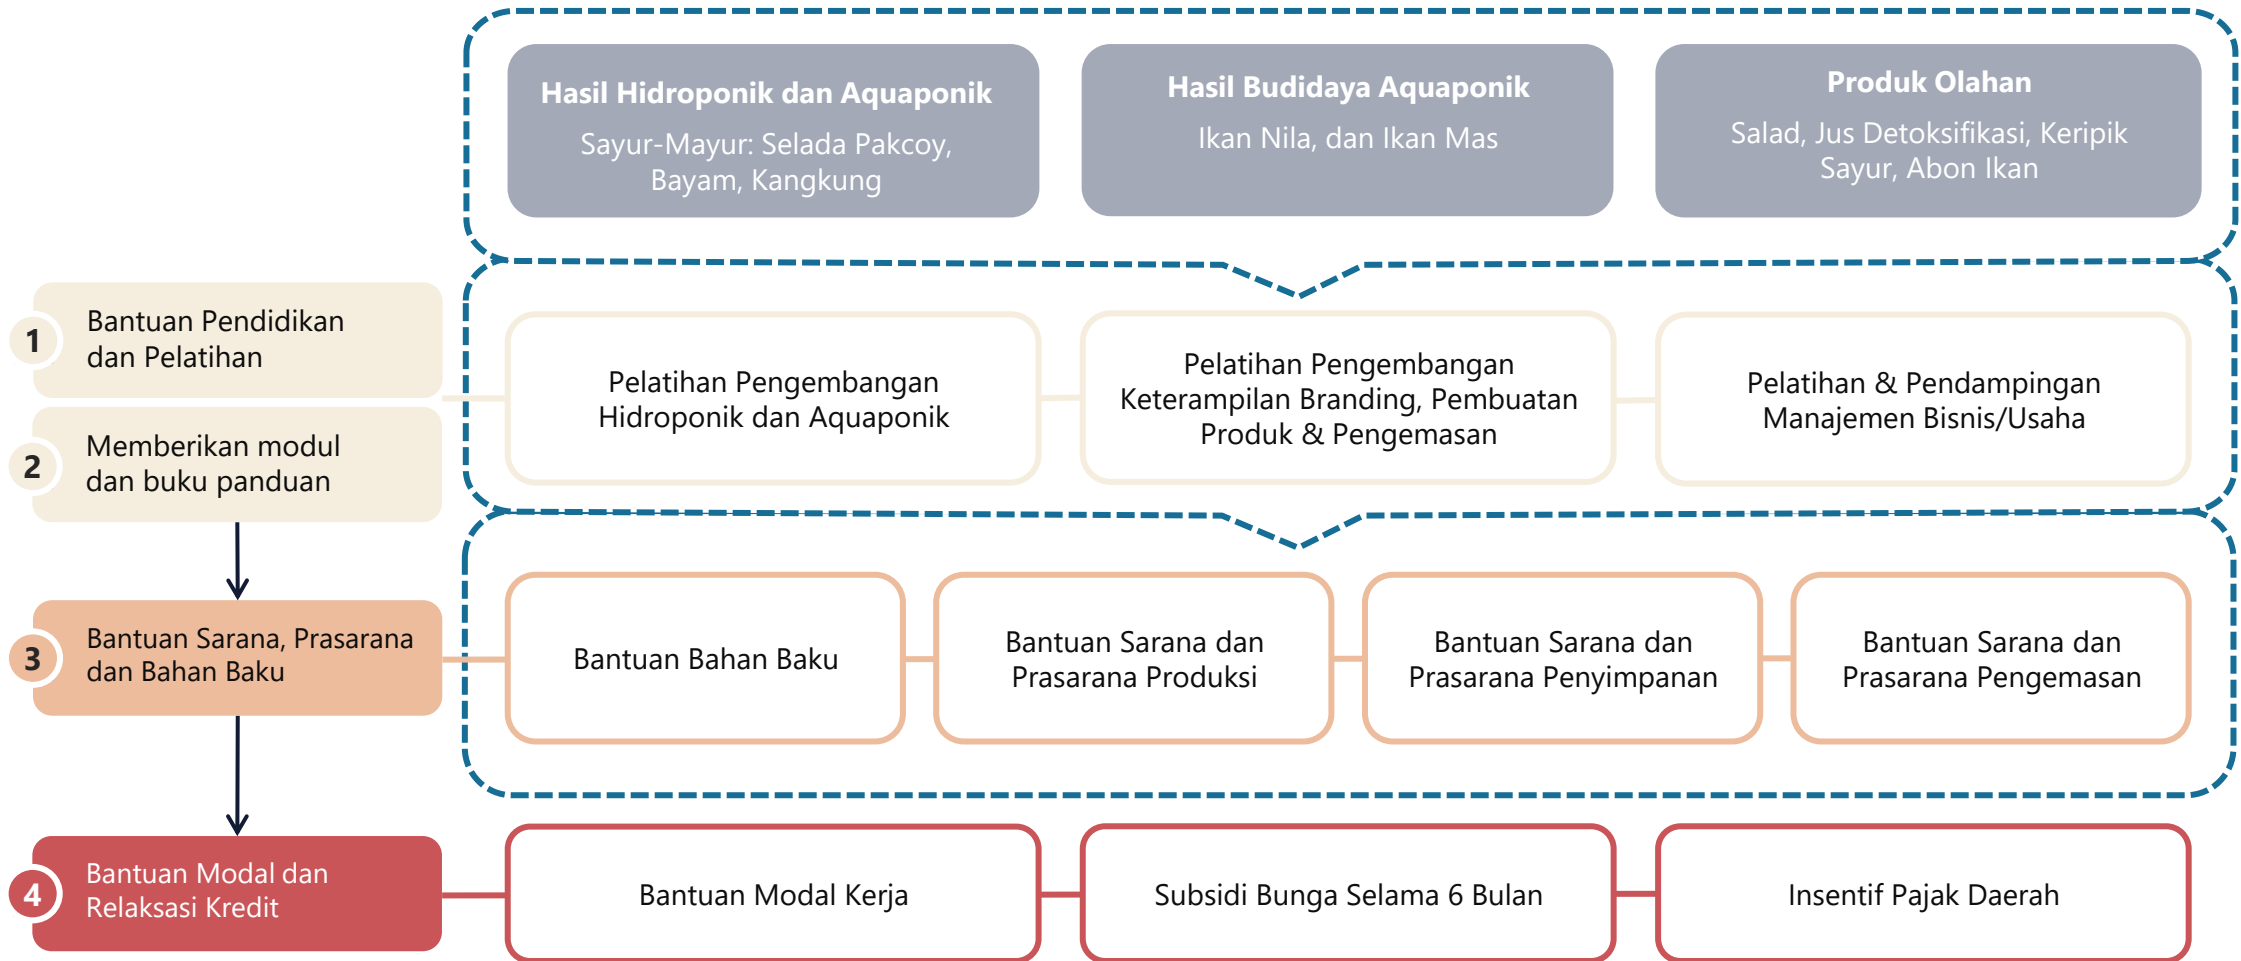 Hasil Hidroponik dan Aquaponik
Sayur-Mayur: Selada Pakcoy,
Bayam, Kangkung
Hasil Budidaya Aquaponik
Ikan Nila, dan Ikan Mas
Produk Olahan
Salad, Jus Detoksifikasi, Keripik
Sayur, Abon Ikan
1
Bantuan Pendidikan
dan Pelatihan
2
Memberikan modul
dan buku panduan
Pelatihan Pengembangan
Hidroponik dan Aquaponik
Pelatihan Pengembangan
Keterampilan Branding, Pembuatan
Produk & Pengemasan
Pelatihan & Pendampingan
Manajemen Bisnis/Usaha
3
Bantuan Sarana, Prasarana
dan Bahan Baku
Bantuan Bahan Baku
Bantuan Sarana dan
Prasarana Produksi
Bantuan Sarana dan
Prasarana Penyimpanan
Bantuan Sarana dan
Prasarana Pengemasan
4
Bantuan Modal dan
Relaksasi Kredit
Bantuan Modal Kerja
Subsidi Bunga Selama 6 Bulan
Insentif Pajak Daerah